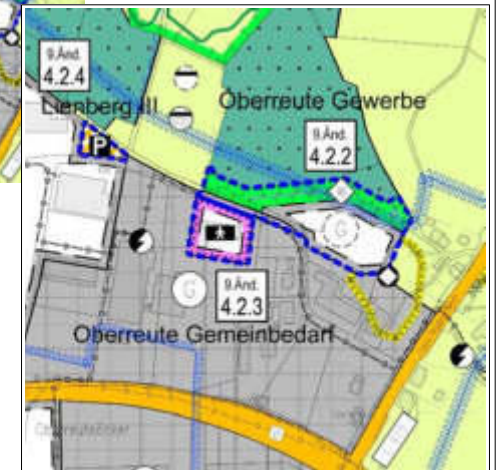 9.Änd.
4.2.4
Lienberg III
P
Oberreute Gewerbe
9.Änd.
4.2.2
G
G
9.Änd.
4.2.3
Oberreute Gemeinbedarf